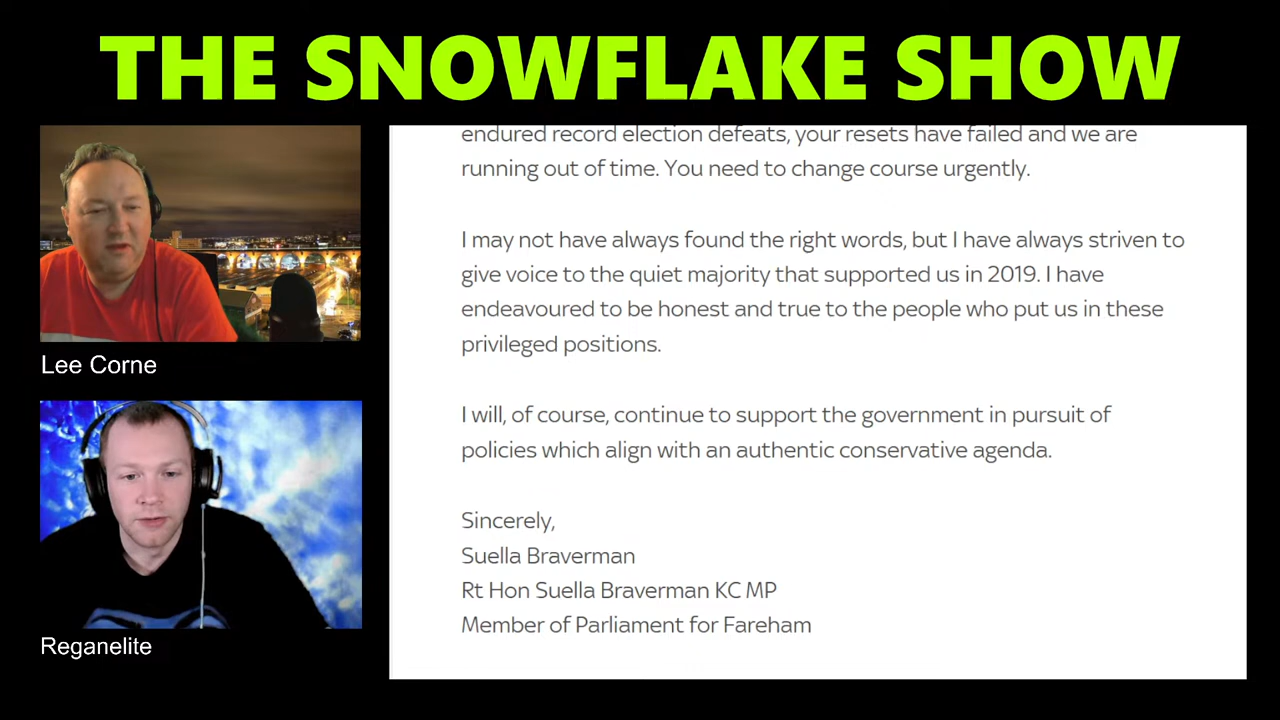 THE SNOWFLAKE SHOW
Lee Corne
Reganelite
endured record election defeats, your resets have failed and we are
running out of time. You need to change course urgently.
I may not have always found the right words, but I have always striven to
give voice to the quiet majority that supported us in 2019. I have
endeavoured to be honest and true to the people who put us in these
privileged positions.
I will, of course, continue to support the government in pursuit of
policies which align with an authentic conservative agenda.
Sincerely,
Suella Braverman
Rt Hon Suella Braverman KC MP
Member of Parliament for Fareham